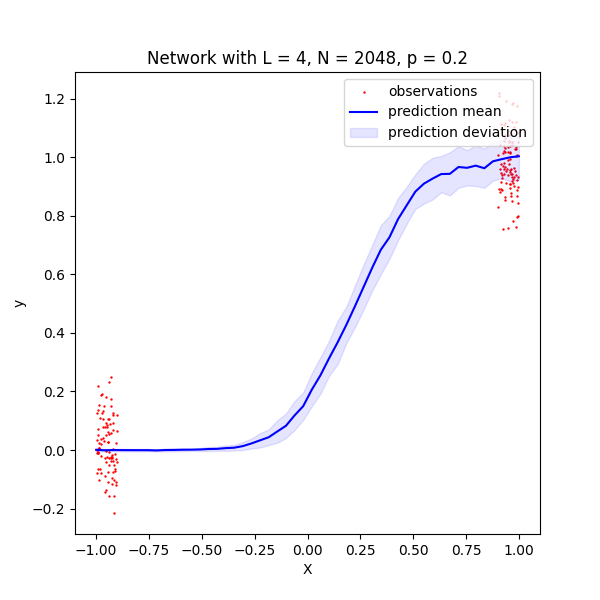 Network with L = 4, N = 2048, p = 0.2
observations
prediction mean
prediction deviation
1.2
1.0
0.8
0.6
0.4
0.2
0.0
−0.2
y
−1.00 −0.75 −0.50 −0.25 0.00 0.25 0.50 0.75 1.00
X